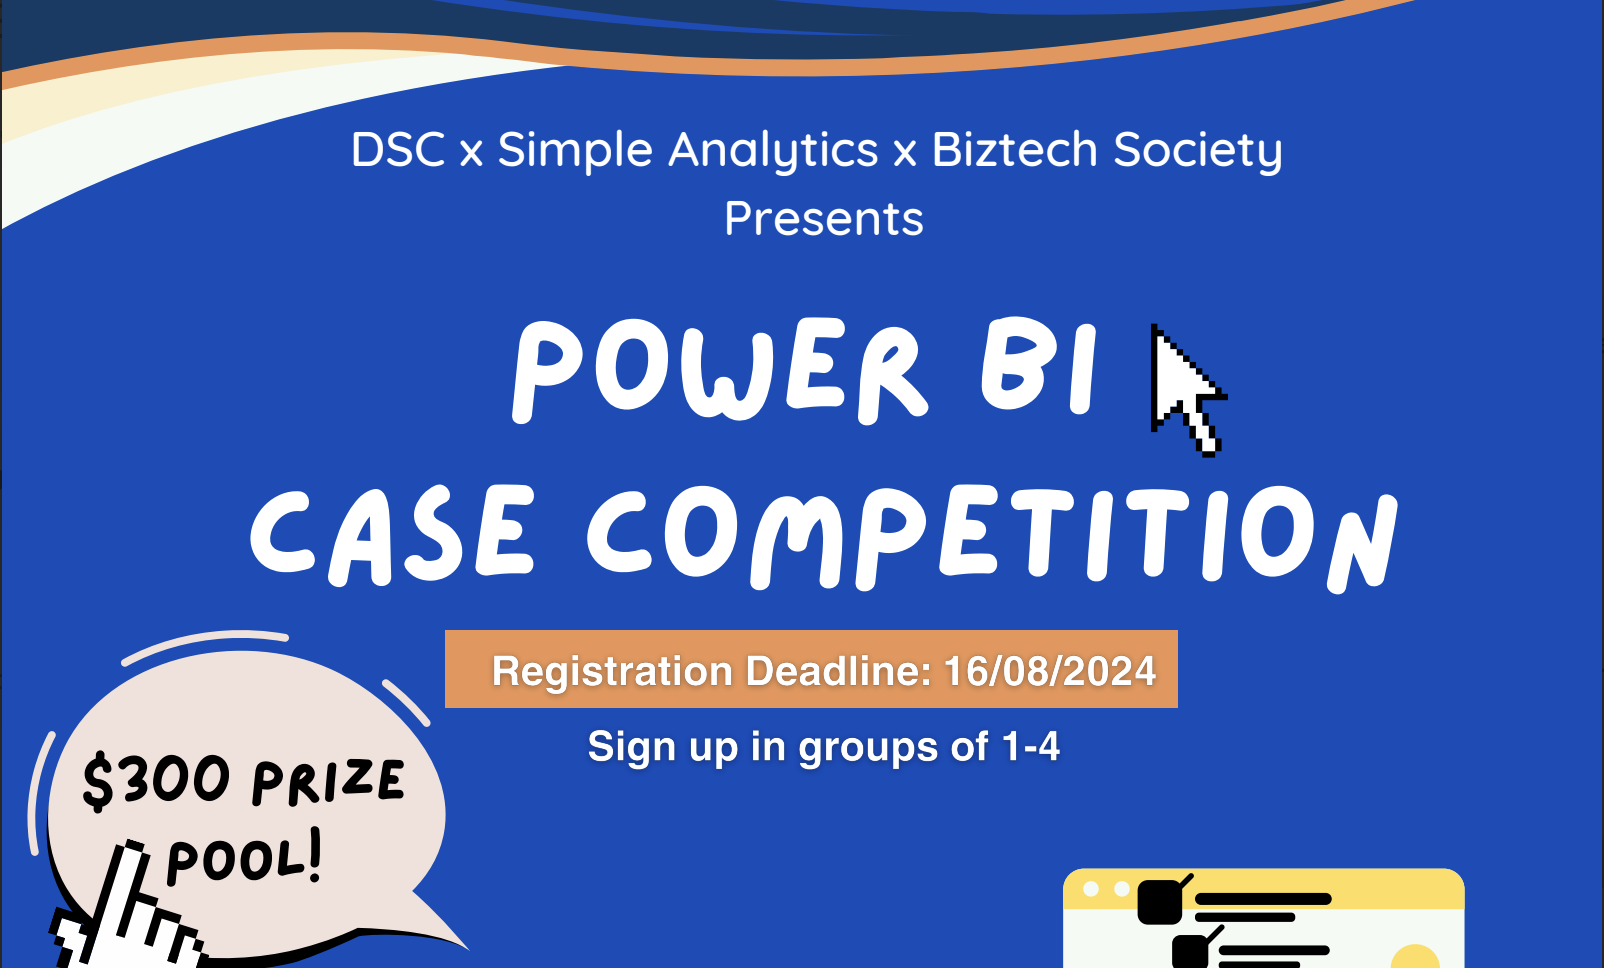 DSC x Simple Analytics x Biztech Society
Presents
POWER BI
CASE COMPETITION
Registration Deadline: 16/08/2024
Sign up in groups of 1-4
$300 PRIZE
POOL!